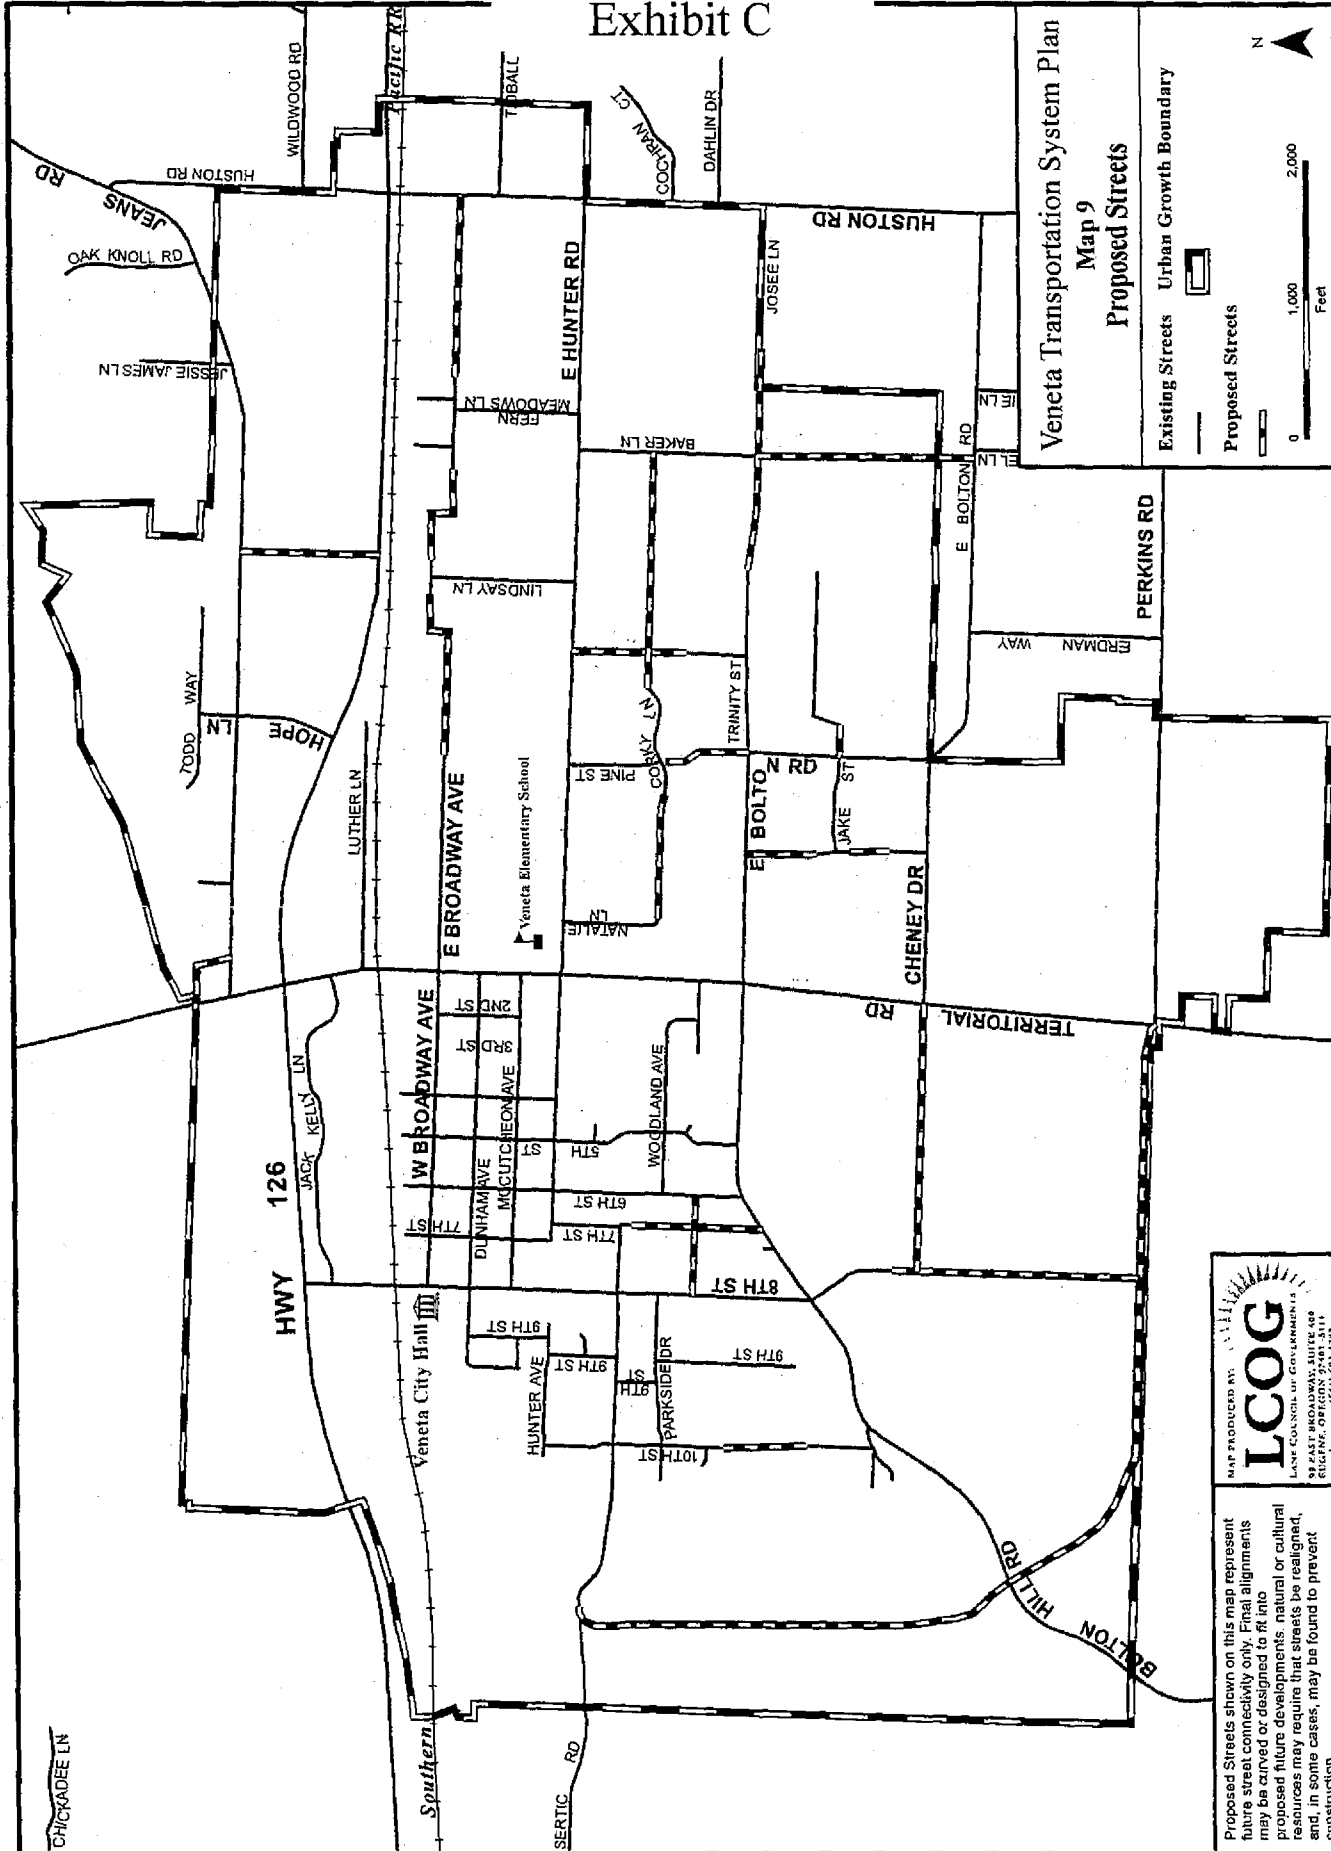 Exhibit C
Veneta Transportation System Plan
Map 9
Proposed Streets
Existing Streets
Urban Growth Boundary
Proposed Streets
0
1,000
2,000
Feet
N
WILDWOOD RD
Pacific RR
HUSTON RD
JEANS RD
OAK KNOLL RD
JESSIE JAMES LN
COCHRAN CT
DAHLIN DR
HUSTON RD
JOSEE LN
E HUNTER RD
FERN MEADOWS LN
BAKER LN
E BOLTON RD
PERKINS RD
ERDMAN WAY
LINDSAY LN
TODD WAY
HOPE LN
LUTHER LN
E BROADWAY AVE
Veneta Elementary School
PINE ST
CORKY LN
TRINITY ST
E BOLTON RD
JAKE ST
NATALIE LN
CHENEY DR
TERRITORIAL RD
W BROADWAY AVE
2ND ST
3RD ST
DUNHAM AVE
MCCUTCHEON AVE
5TH ST
WOODLAND AVE
6TH ST
7TH ST
7TH ST
8TH ST
HWY 126
JACK KELLY LN
Veneta City Hall
9TH ST
9TH ST
9TH ST
9TH ST
HUNTER AVE
PARKSIDE DR
10TH ST
BOLTON HILL RD
Southern
SERTIC RD
CHICKADEE LN
MAP PRODUCED BY:
LCOG
LANE COUNCIL OF GOVERNMENTS
99 EAST BROADWAY, SUITE 400
Proposed Streets shown on this map represent
future street connectivity only. Final alignments
may be curved or designed to fit into
proposed future developments. natural or cultural
resources may require that streets be realigned,
and, in some cases, may be found to prevent
construction